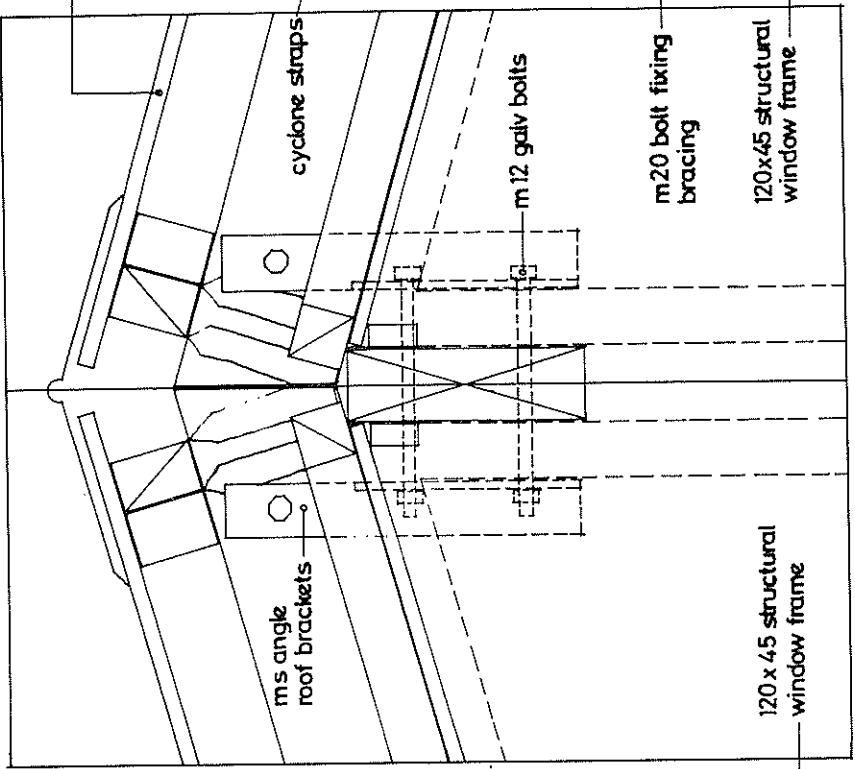 cyclone straps
m 12 galv bolts
m20 bolt fixing
bracing
120x45 structural
window frame
ms angle
roof brackets
120 x 45 structural
window frame